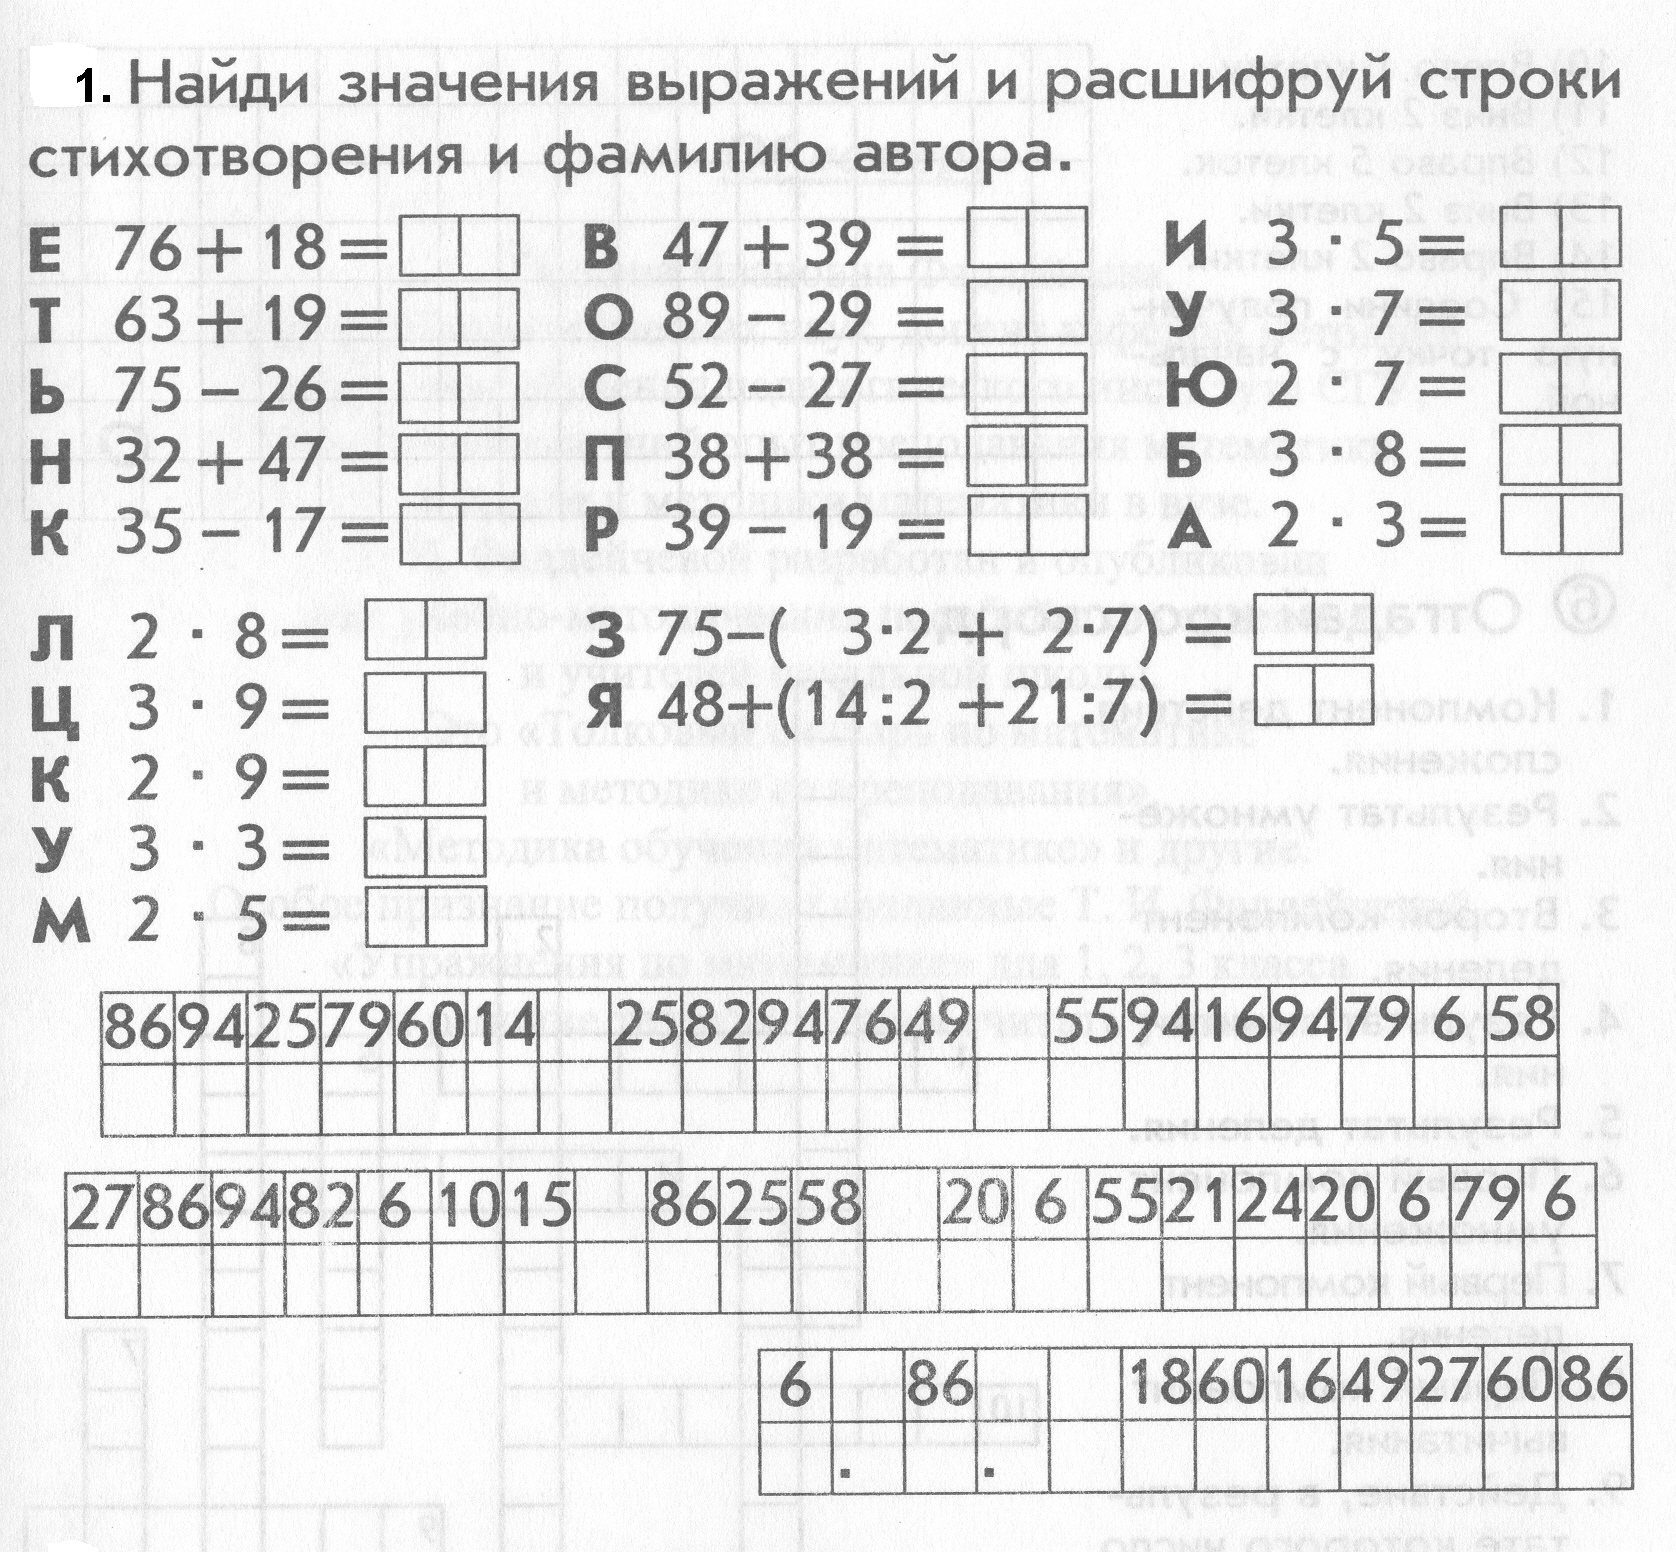 1. Найди значения выражений и расшифруй строки
стихотворения и фамилию автора.
Е 76 + 18 = В 47 + 39 = И 3 · 5 =
Т 63 + 19 = О 89 – 29 = У 3 · 7 =
Ь 75 – 26 = С 52 – 27 = Ю 2 · 7 =
Н 32 + 47 = П 38 + 38 = Б 3 · 8 =
К 35 – 17 = Р 39 – 19 = А 2 · 3 =
Л 2 · 8 = З 75–( 3·2 + 2·7) =
Ц 3 · 9 = Я 48+(14:2 +21:7) =
К 2 · 9 =
У 3 · 3 =
М 2 · 5 =
86 94 25 79 60 14 25 82 94 76 49 55 94 16 94 79 6 58
27 86 94 82 6 10 15 86 25 58 20 6 55 21 24 20 6 79 6
6 86 18 60 16 49 27 60 86
. .